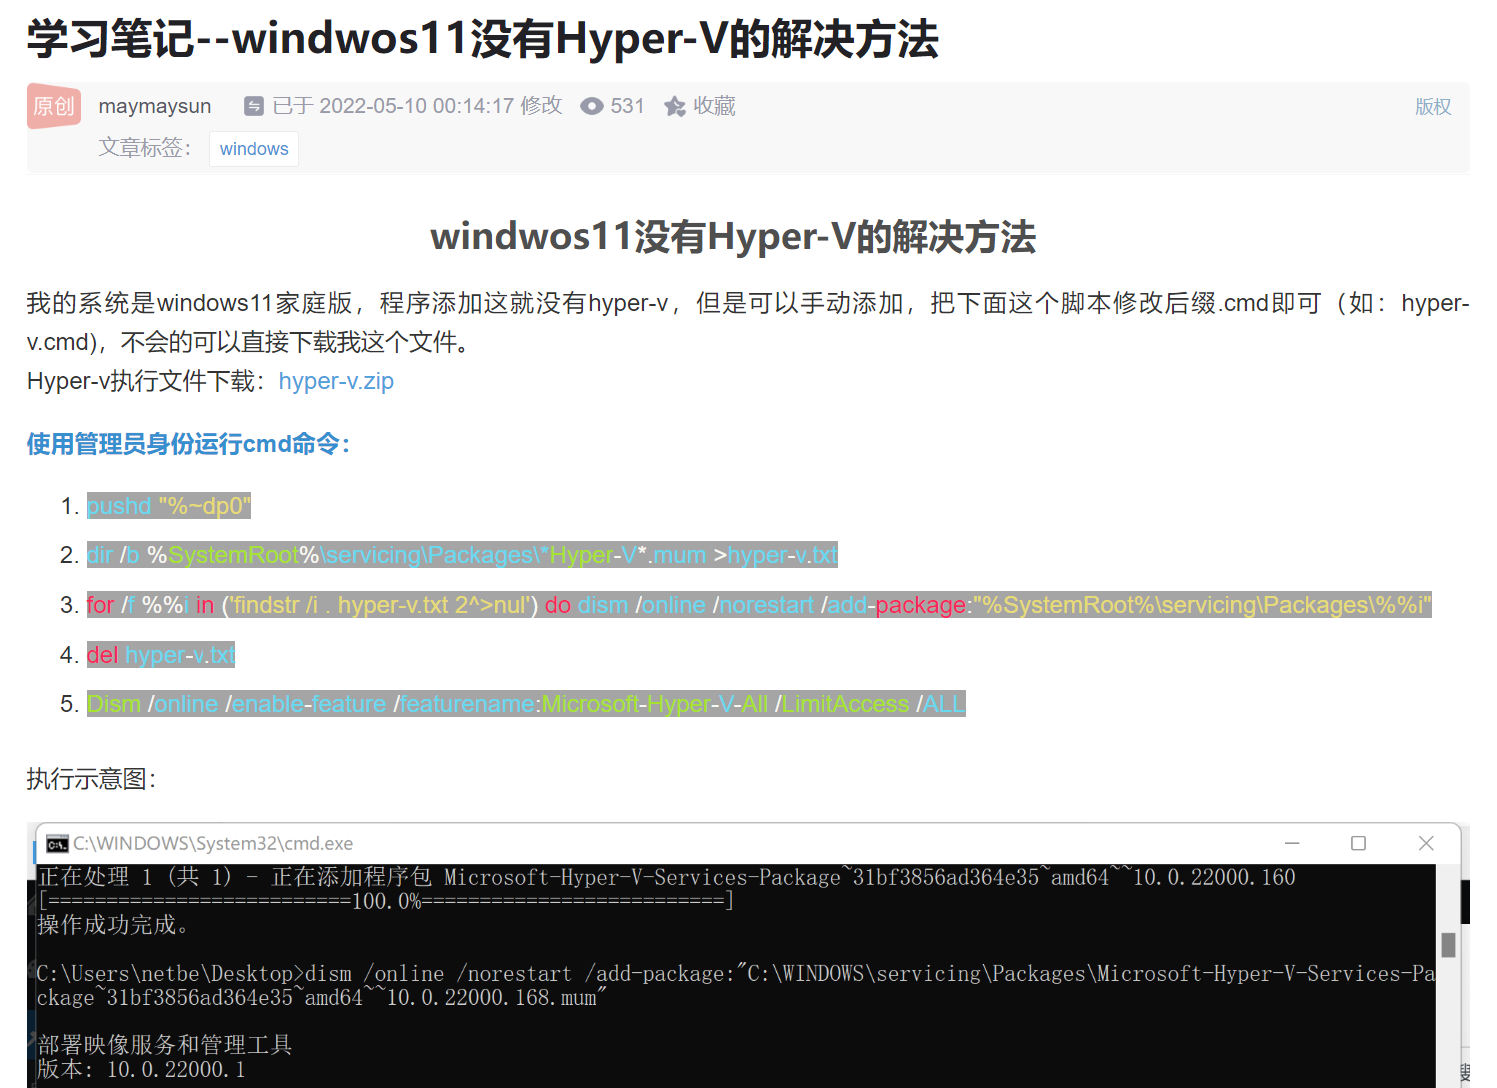 学习笔记--windwos11没有Hyper-V的解决方法
原创 maymaysun 已于 2022-05-10 00:14:17 修改 531 收藏 版权
文章标签： windows
windwos11没有Hyper-V的解决方法
我的系统是windows11家庭版，程序添加这就没有hyper-v，但是可以手动添加，把下面这个脚本修改后缀.cmd即可（如：hyper-
v.cmd)，不会的可以直接下载我这个文件。
Hyper-v执行文件下载：hyper-v.zip
使用管理员身份运行cmd命令：
1. pushd "%~dp0"
2. dir /b %SystemRoot%\servicing\Packages\*Hyper-V*.mum >hyper-v.txt
3. for /f %%i in ('findstr /i . hyper-v.txt 2^>nul') do dism /online /norestart /add-package:"%SystemRoot%\servicing\Packages\%%i"
4. del hyper-v.txt
5. Dism /online /enable-feature /featurename:Microsoft-Hyper-V-All /LimitAccess /ALL
执行示意图：
C:\WINDOWS\System32\cmd.exe
正在处理 1 (共 1) - 正在添加程序包 Microsoft-Hyper-V-Services-Package~31bf3856ad364e35~amd64~~10.0.22000.160
[==========================100.0%==========================]
操作成功完成。
C:\Users\netbe\Desktop>dism /online /norestart /add-package:"C:\WINDOWS\servicing\Packages\Microsoft-Hyper-V-Services-Pa
ckage~31bf3856ad364e35~amd64~~10.0.22000.168.mum"
部署映像服务和管理工具
版本: 10.0.22000.1